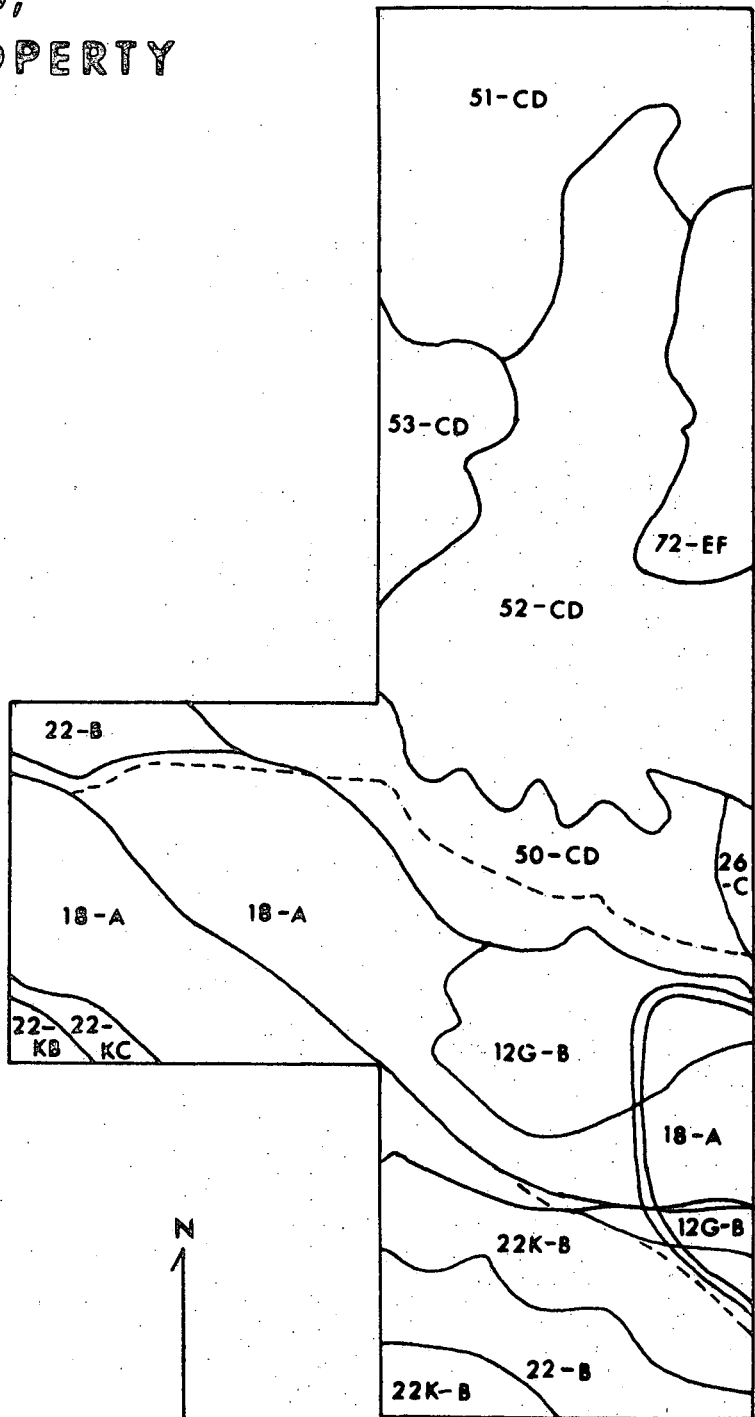 OPERTY
51-CD
53-CD
72-EF
52-CD
22-B
50-CD
26
-C
18-A
18-A
22-
KB
22-
KC
12G-B
18-A
12G-B
N
22K-B
22-B
22K-B